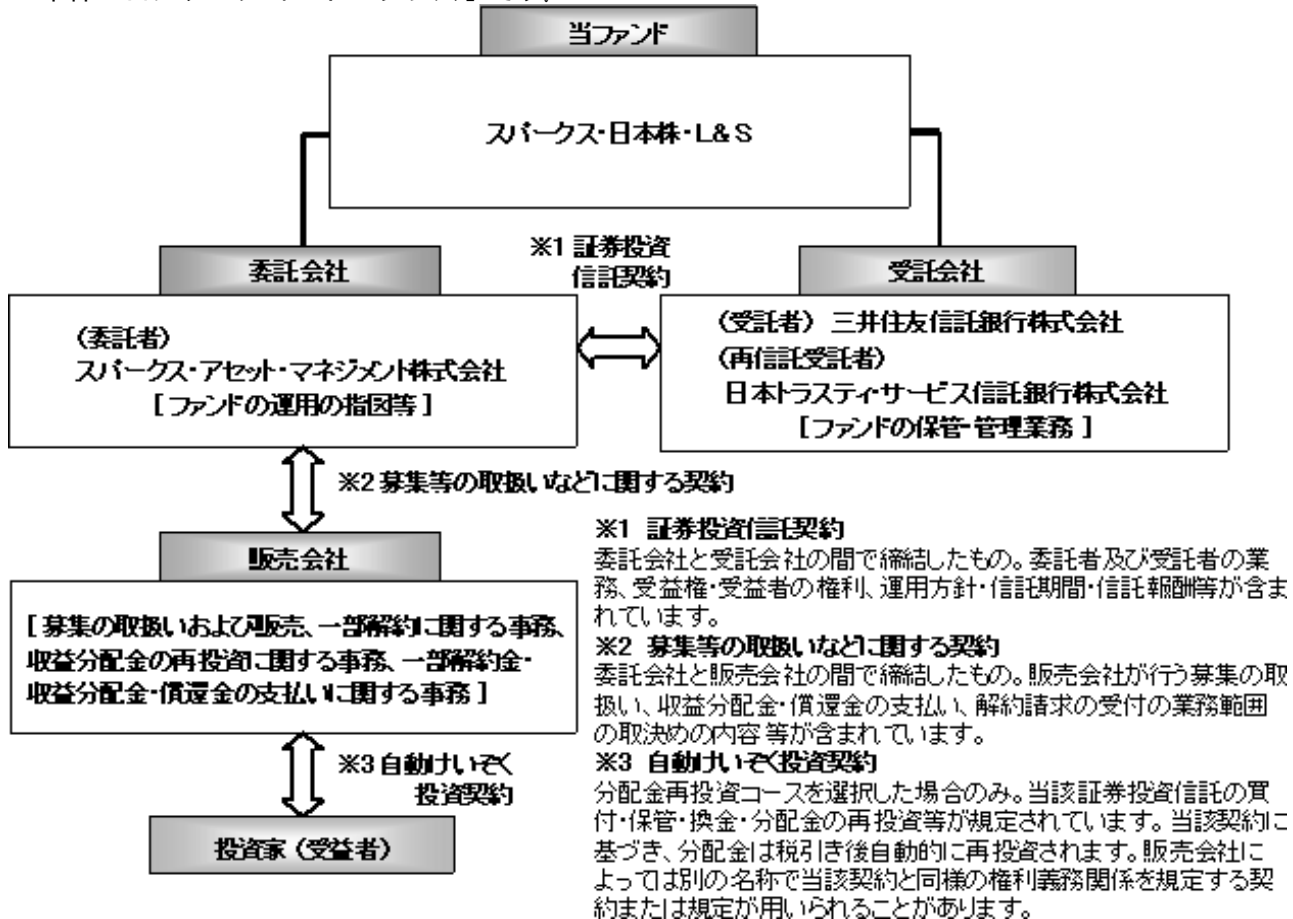 当ファンド
スパークス・日本株・L&S
※1 証券投資
信託契約
委託会社
(委託者)
スパークス・アセット・マネジメント株式会社
[ファンドの運用の指図等]
受託会社
(受託者) 三井住友信託銀行株式会社
(再信託受託者)
日本トラスティ・サービス信託銀行株式会社
[ファンドの保管・管理業務]
※2 募集等の取扱いなどに関する契約
販売会社
[募集の取扱いおよび販売、一部解約に関する事務、
収益分配金の再投資に関する事務、一部解約金・
収益分配金・償還金の支払いに関する事務]
※3 自動けいぞく
投資契約
投資家(受益者)
※1 証券投資信託契約
委託会社と受託会社の間で締結したもの。委託者及び受託者の業
務、受益権・受益者の権利、運用方針・信託期間・信託報酬等が含ま
れています。
※2 募集等の取扱いなどに関する契約
委託会社と販売会社の間で締結したもの。販売会社が行う募集の取
扱い、収益分配金・償還金の支払い、解約請求の受付の業務範囲
の取決めの内容等が含まれています。
※3 自動けいぞく投資契約
分配金再投資コースを選択した場合のみ。当該証券投資信託の買
付・保管・換金・分配金の再投資等が規定されています。当該契約に
基づき、分配金は税引き後自動的に再投資されます。販売会社に
よっては別の名称で当該契約と同様の権利義務関係を規定する契
約または規定が用いられることがあります。